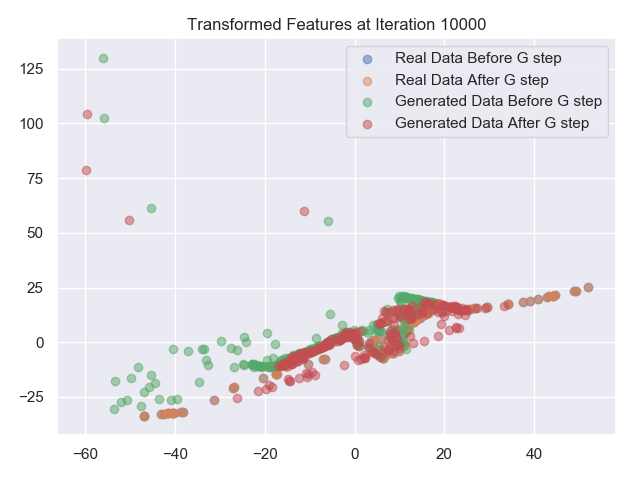 Transformed Features at Iteration 10000
Real Data Before G step
Real Data After G step
Generated Data Before G step
Generated Data After G step
125
100
75
50
25
0
−25
−60 −40 −20 0 20 40